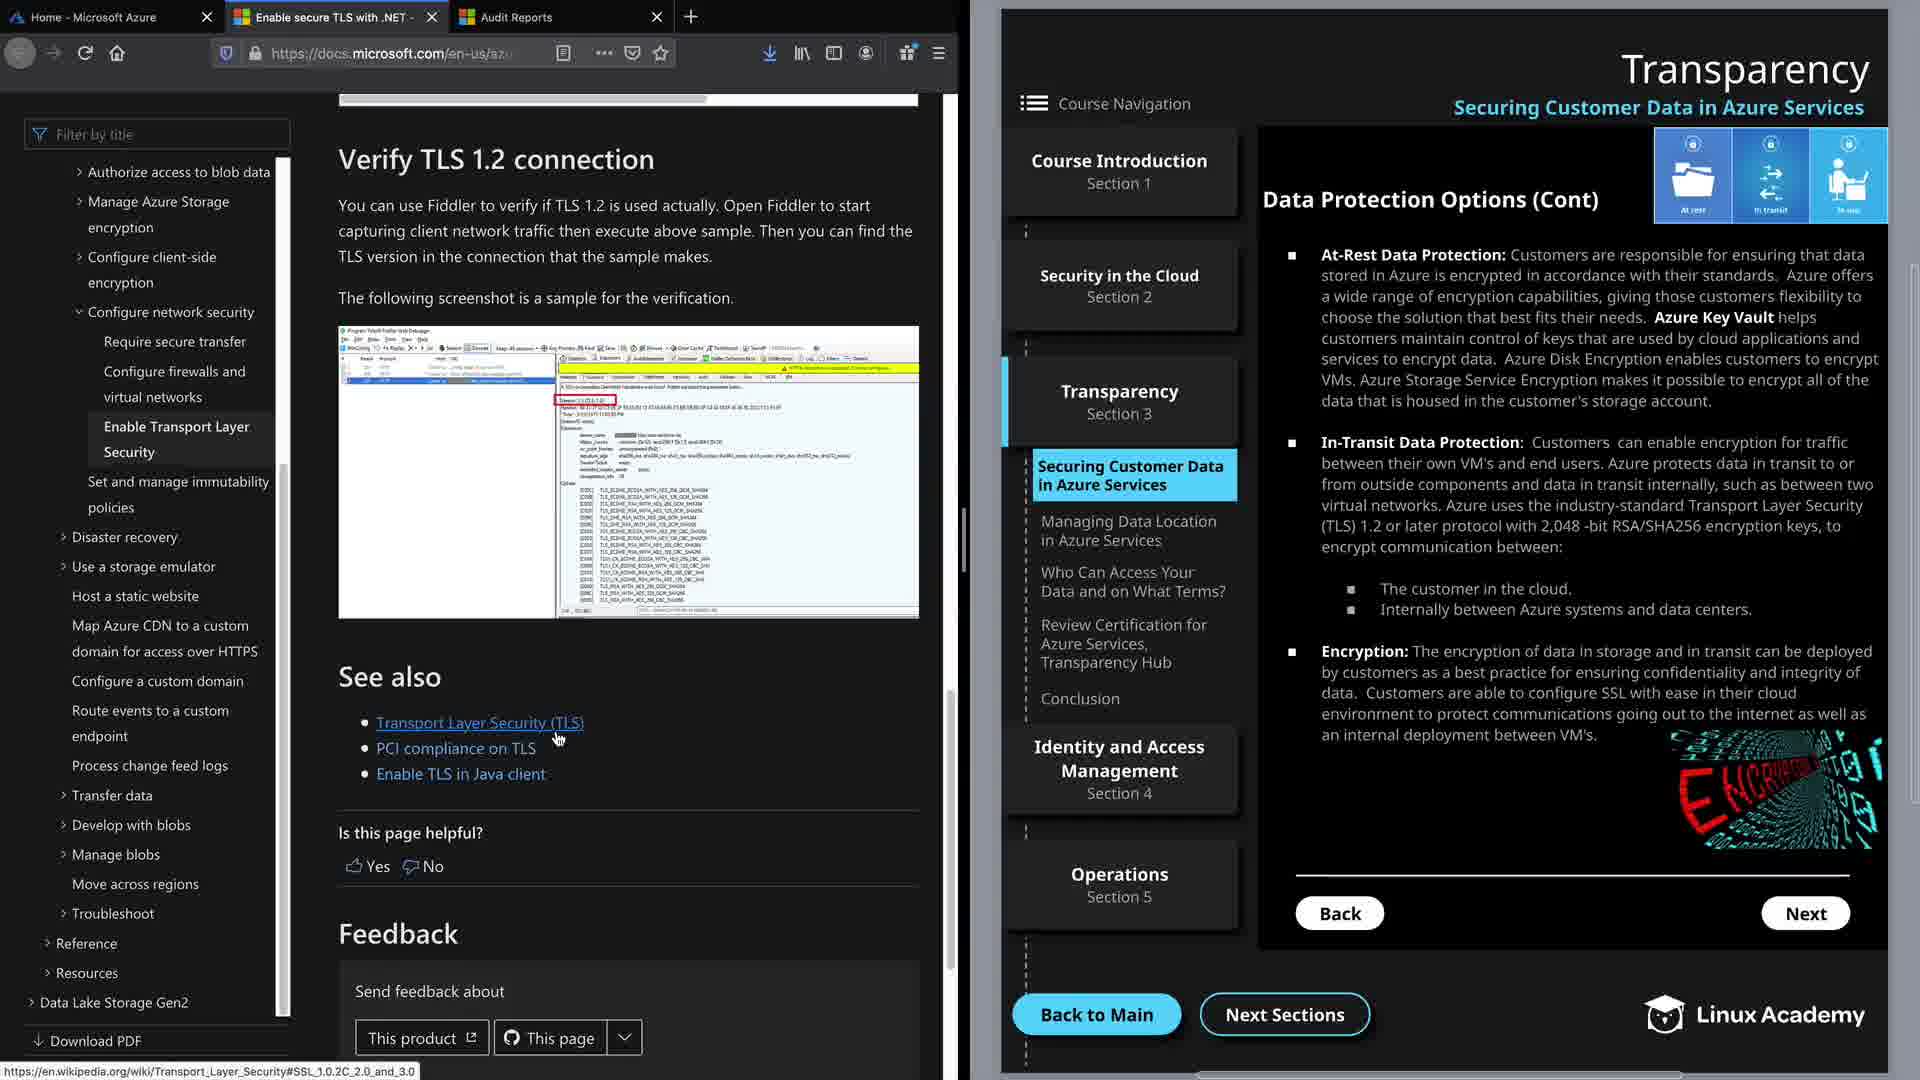 Home - Microsoft Azure
Enable secure TLS with .NET -
Audit Reports
https://docs.microsoft.com/en-us/azu
Filter by title
Authorize access to blob data
Manage Azure Storage
encryption
Configure client-side
encryption
Configure network security
Require secure transfer
Configure firewalls and
virtual networks
Enable Transport Layer
Security
Set and manage immutability
policies
Disaster recovery
Use a storage emulator
Host a static website
Map Azure CDN to a custom
domain for access over HTTPS
Configure a custom domain
Route events to a custom
endpoint
Process change feed logs
Transfer data
Develop with blobs
Manage blobs
Move across regions
Troubleshoot
Reference
Resources
Data Lake Storage Gen2
Download PDF
https://en.wikipedia.org/wiki/Transport_Layer_Security#SSL_1.0.2C_2.0_and_3.0
Verify TLS 1.2 connection
You can use Fiddler to verify if TLS 1.2 is used actually. Open Fiddler to start
capturing client network traffic then execute above sample. Then you can find the
TLS version in the connection that the sample makes.
The following screenshot is a sample for the verification.
See also
Transport Layer Security (TLS)
PCI compliance on TLS
Enable TLS in Java client
Is this page helpful?
Yes No
Feedback
Send feedback about
This product
This page
Transparency
Securing Customer Data in Azure Services
Course Navigation
Course Introduction
Section 1
Security in the Cloud
Section 2
Transparency
Section 3
Securing Customer Data
in Azure Services
Managing Data Location
in Azure Services
Who Can Access Your
Data and on What Terms?
Review Certification for
Azure Services,
Transparency Hub
Conclusion
Identity and Access
Management
Section 4
Operations
Section 5
Back to Main
Next Sections
Data Protection Options (Cont)
At rest
In transit
In use
At-Rest Data Protection: Customers are responsible for ensuring that data
stored in Azure is encrypted in accordance with their standards. Azure offers
a wide range of encryption capabilities, giving those customers flexibility to
choose the solution that best fits their needs. Azure Key Vault helps
customers maintain control of keys that are used by cloud applications and
services to encrypt data. Azure Disk Encryption enables customers to encrypt
VMs. Azure Storage Service Encryption makes it possible to encrypt all of the
data that is housed in the customer's storage account.
In-Transit Data Protection: Customers can enable encryption for traffic
between their own VM's and end users. Azure protects data in transit to or
from outside components and data in transit internally, such as between two
virtual networks. Azure uses the industry-standard Transport Layer Security
(TLS) 1.2 or later protocol with 2,048 -bit RSA/SHA256 encryption keys, to
encrypt communication between:
The customer in the cloud.
Internally between Azure systems and data centers.
Encryption: The encryption of data in storage and in transit can be deployed
by customers as a best practice for ensuring confidentiality and integrity of
data. Customers are able to configure SSL with ease in their cloud
environment to protect communications going out to the internet as well as
an internal deployment between VM's.
ENCRYPTION
Back
Next
Linux Academy